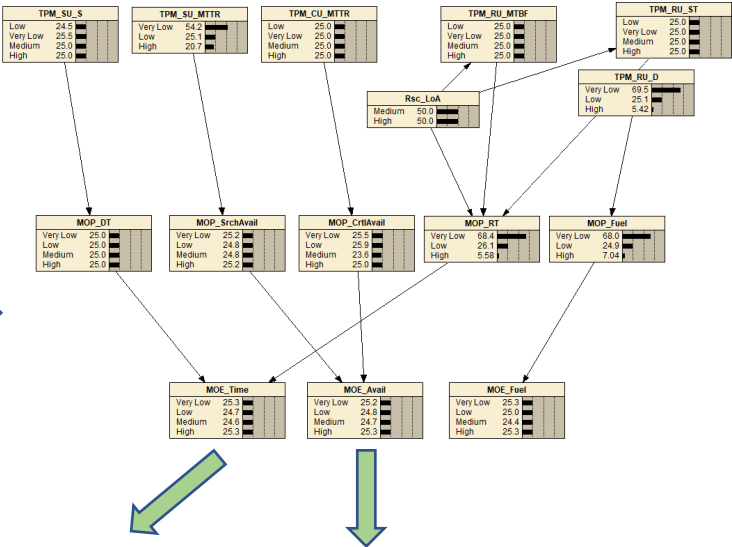 TPM_SU_S
Low 24.5
Very Low 25.5
Medium 25.0
High 25.0
TPM_SU_MTTR
Very Low 54.2
Low 25.1
High 20.7
TPM_CU_MTTR
Low 25.0
Very Low 25.0
Medium 25.0
High 25.0
TPM_RU_MTBF
Low 25.0
Very Low 25.0
Medium 25.0
High 25.0
TPM_RU_ST
Low 25.0
Very Low 25.0
Medium 25.0
High 25.0
TPM_RU_D
Very Low 69.5
Low 25.1
High 5.42
Rsc_LoA
Medium 50.0
High 50.0
MOP_DT
Very Low 25.0
Low 25.0
Medium 25.0
High 25.0
MOP_SrchAvail
Very Low 25.2
Low 24.8
Medium 24.8
High 25.2
MOP_CrtlAvail
Very Low 25.5
Low 25.9
Medium 23.6
High 25.0
MOP_RT
Very Low 68.4
Low 26.1
High 5.58
MOP_Fuel
Very Low 68.0
Low 24.9
High 7.04
MOE_Time
Very Low 25.3
Low 24.7
Medium 24.6
High 25.3
MOE_Avail
Very Low 25.2
Low 24.8
Medium 24.7
High 25.3
MOE_Fuel
Very Low 25.3
Low 25.0
Medium 24.4
High 25.3